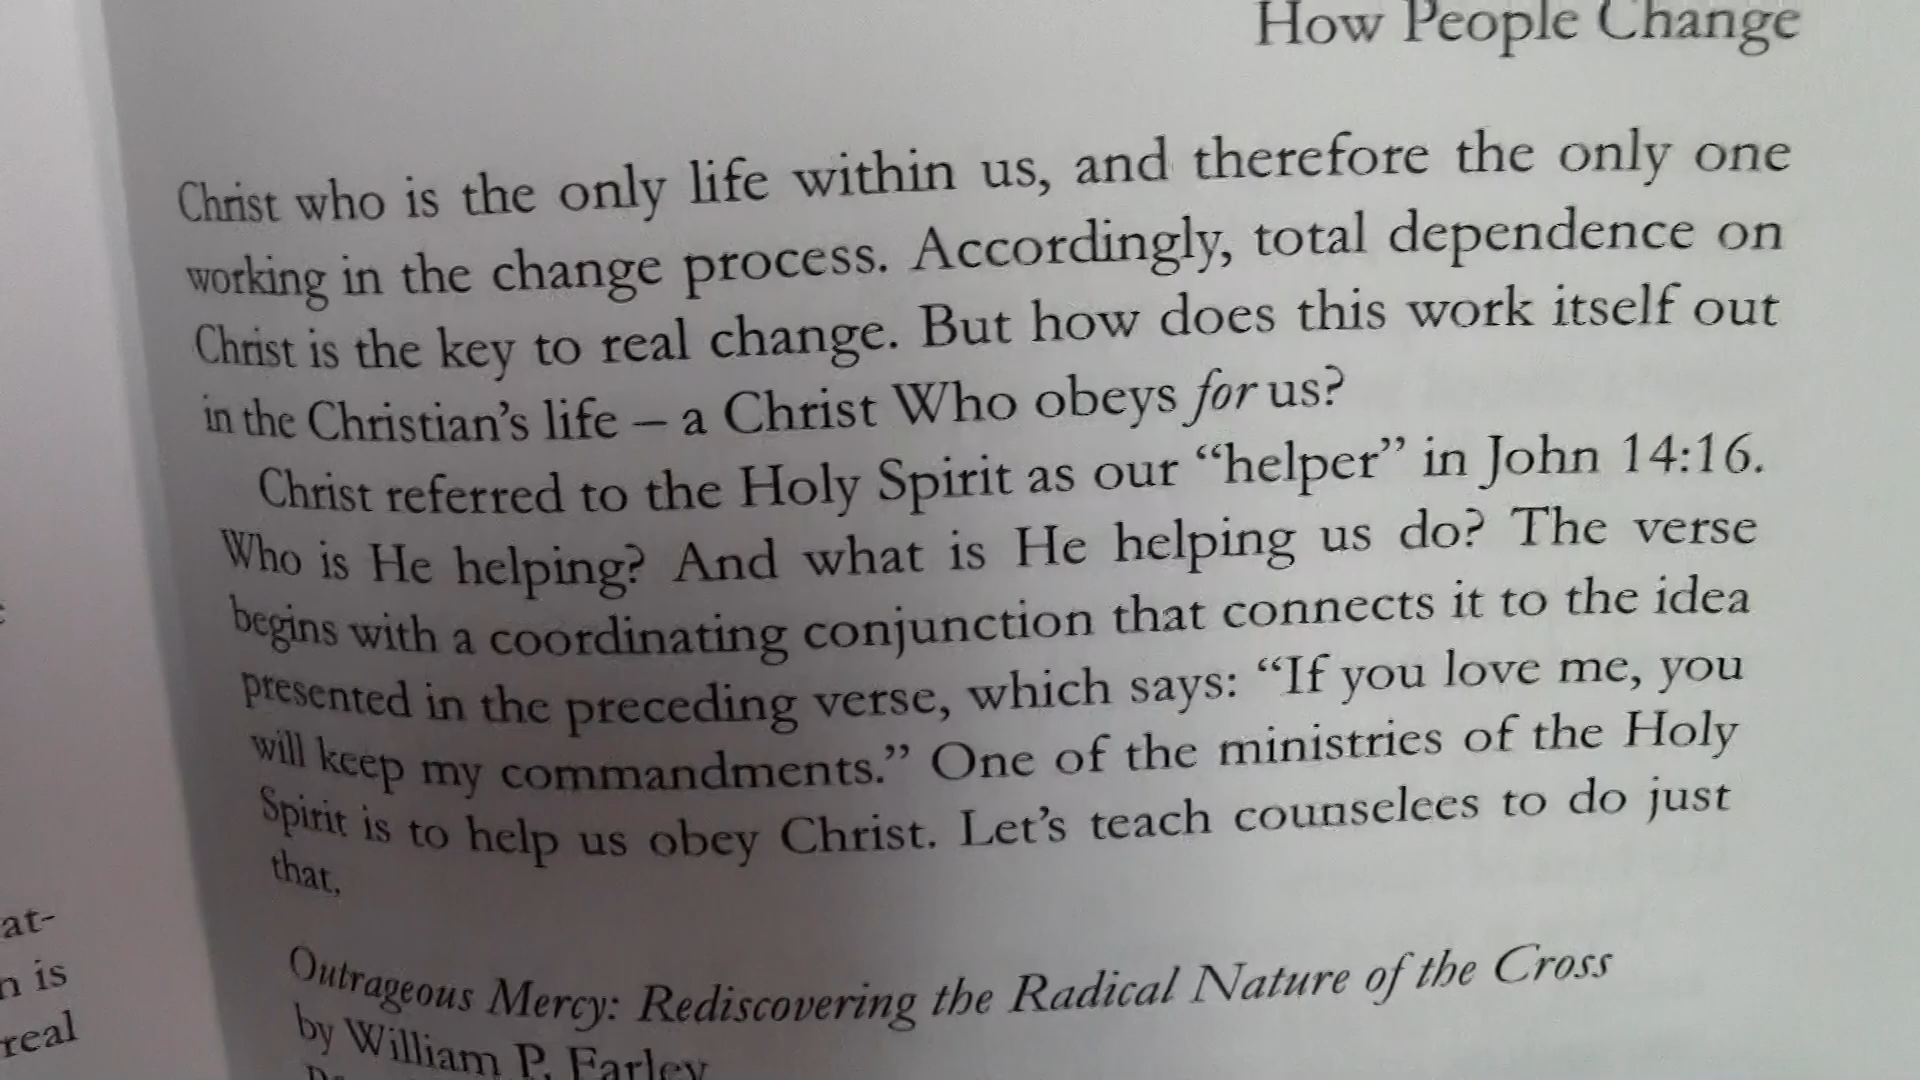 How People Change
Christ who is the only life within us, and therefore the only one
working in the change process. Accordingly, total dependence on
Christ is the key to real change. But how does this work itself out
in the Christian's life – a Christ Who obeys for us?
Christ referred to the Holy Spirit as our “helper” in John 14:16.
Who is He helping? And what is He helping us do? The verse
begins with a coordinating conjunction that connects it to the idea
presented in the preceding verse, which says: “If you love me, you
will keep my commandments.” One of the ministries of the Holy
Spirit is to help us obey Christ. Let's teach counselees to do just
that.
Outrageous Mercy: Rediscovering the Radical Nature of the Cross
by William P. Farley
at-
n is
real